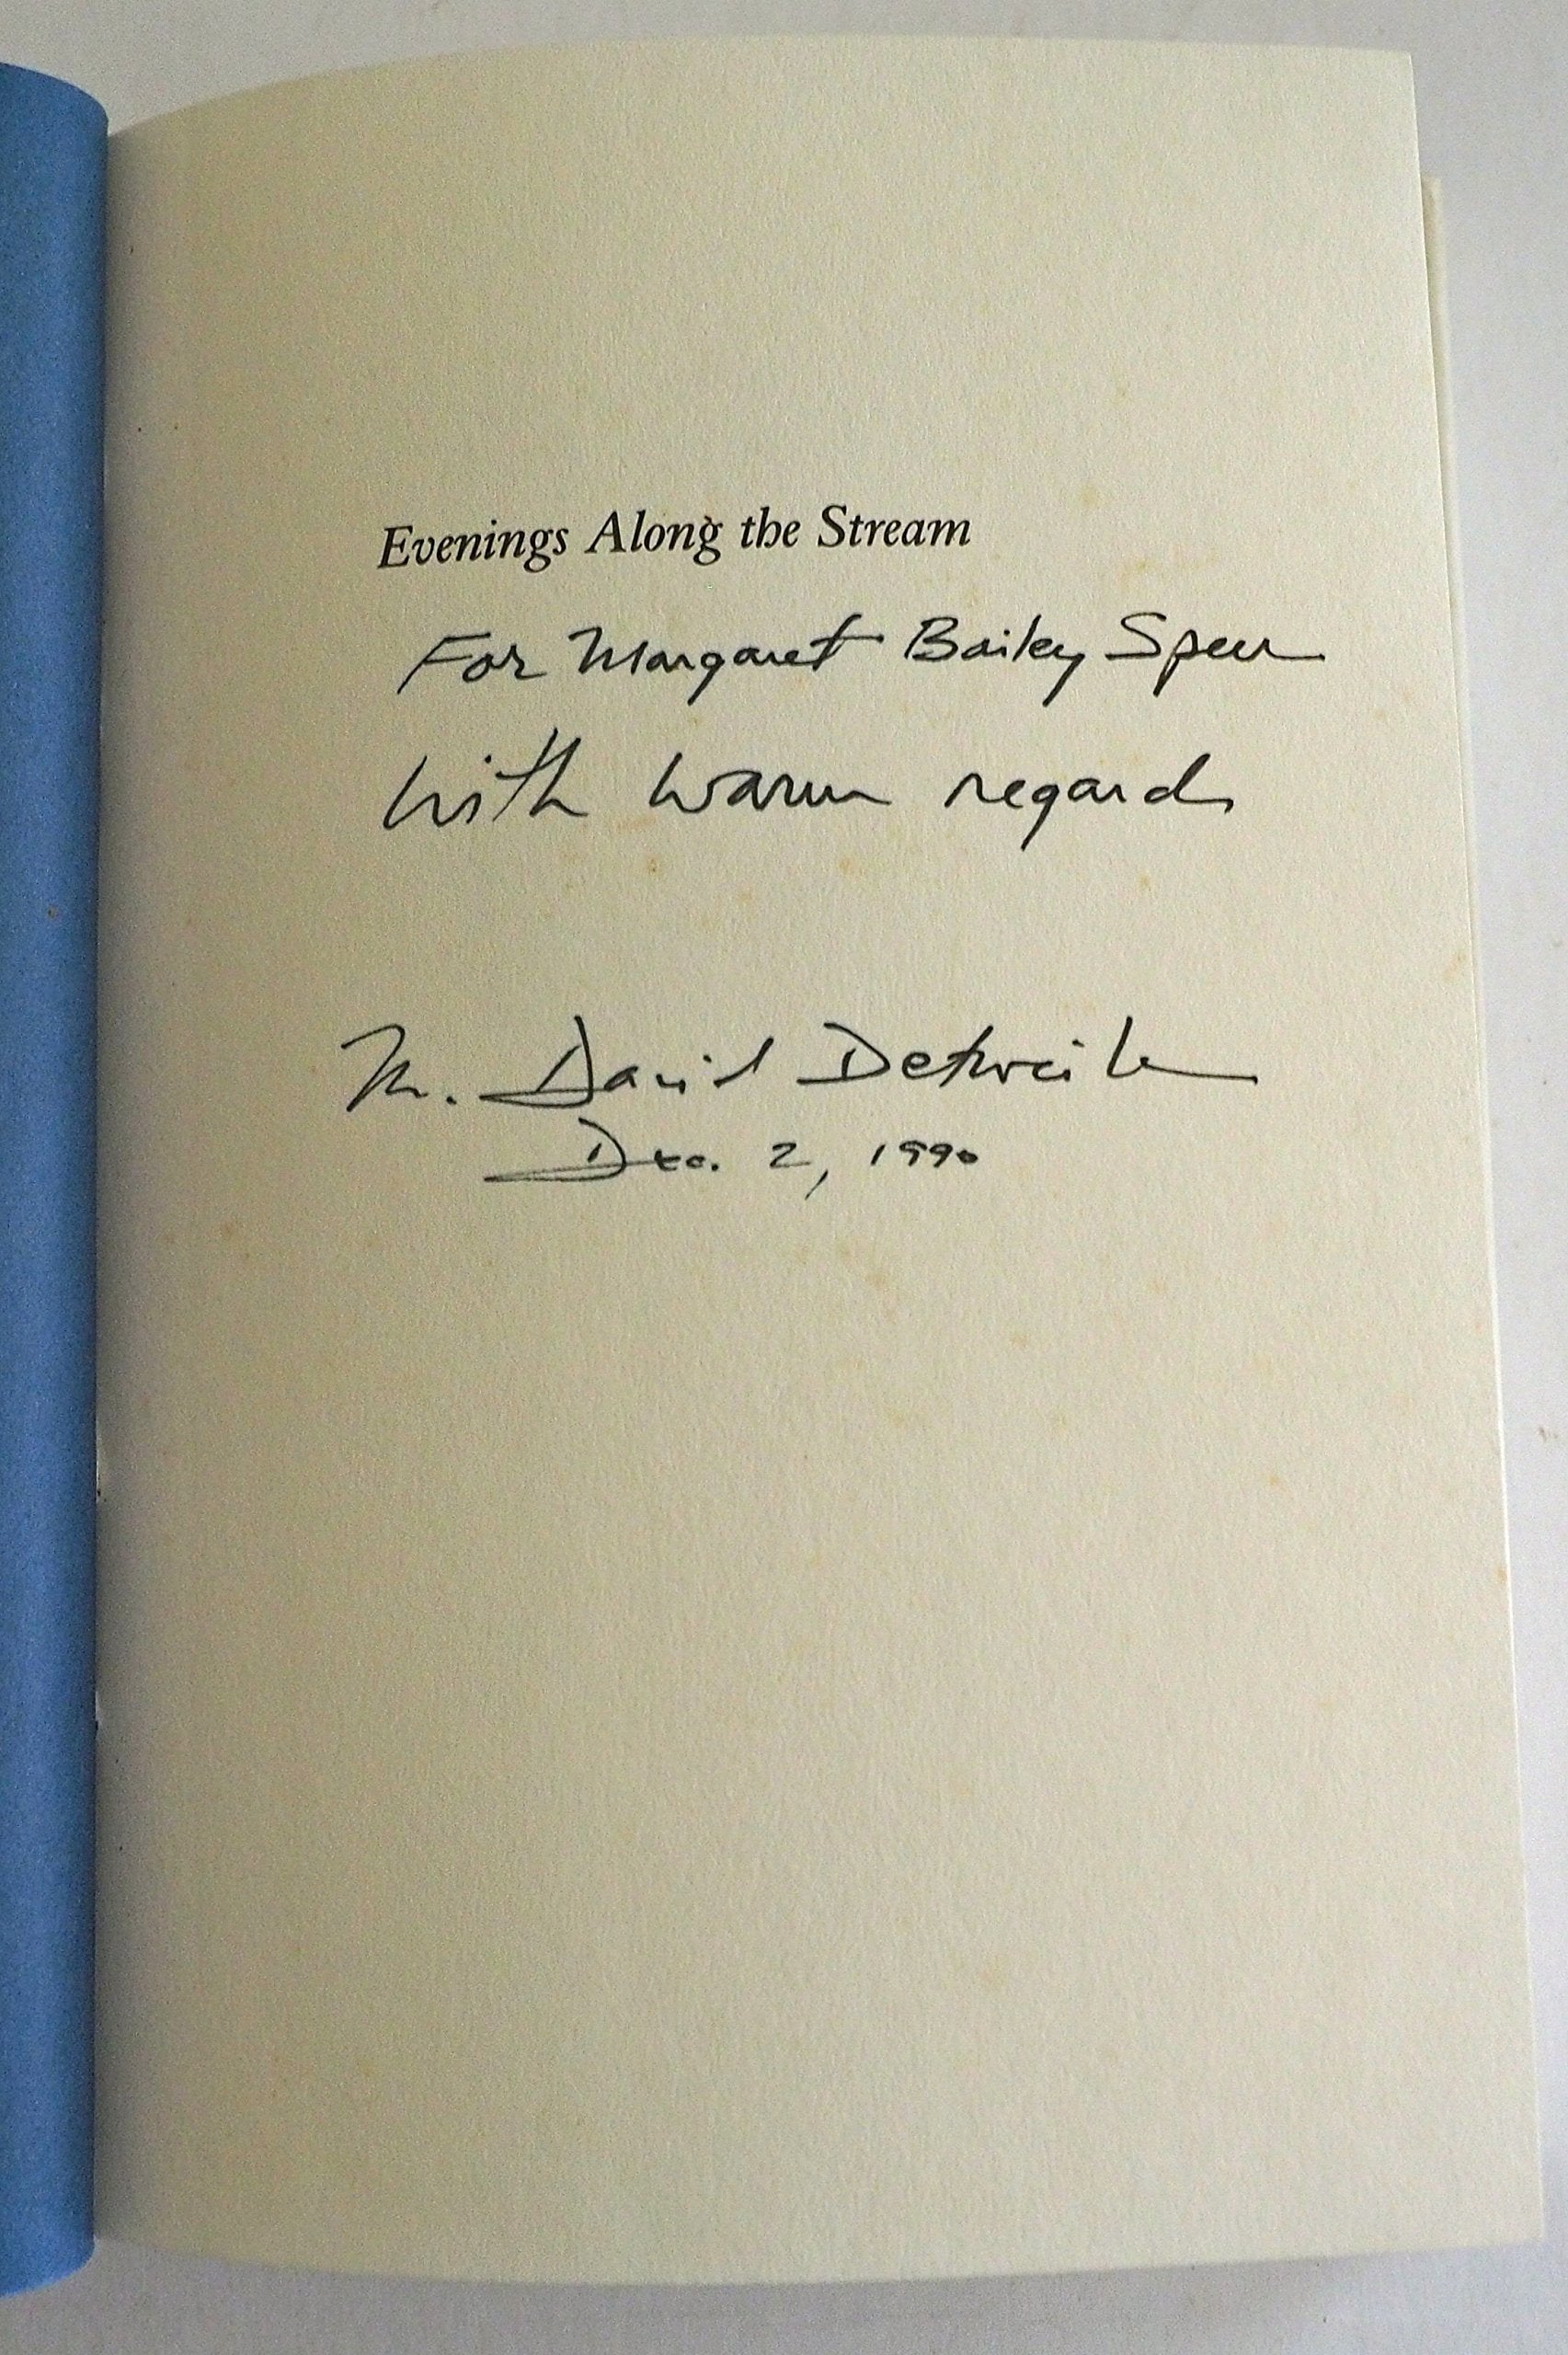 Evenings Along the Stream
For Margaret Bailey Speer
With warm regards
M. David Detweiler
Dec. 2, 1990